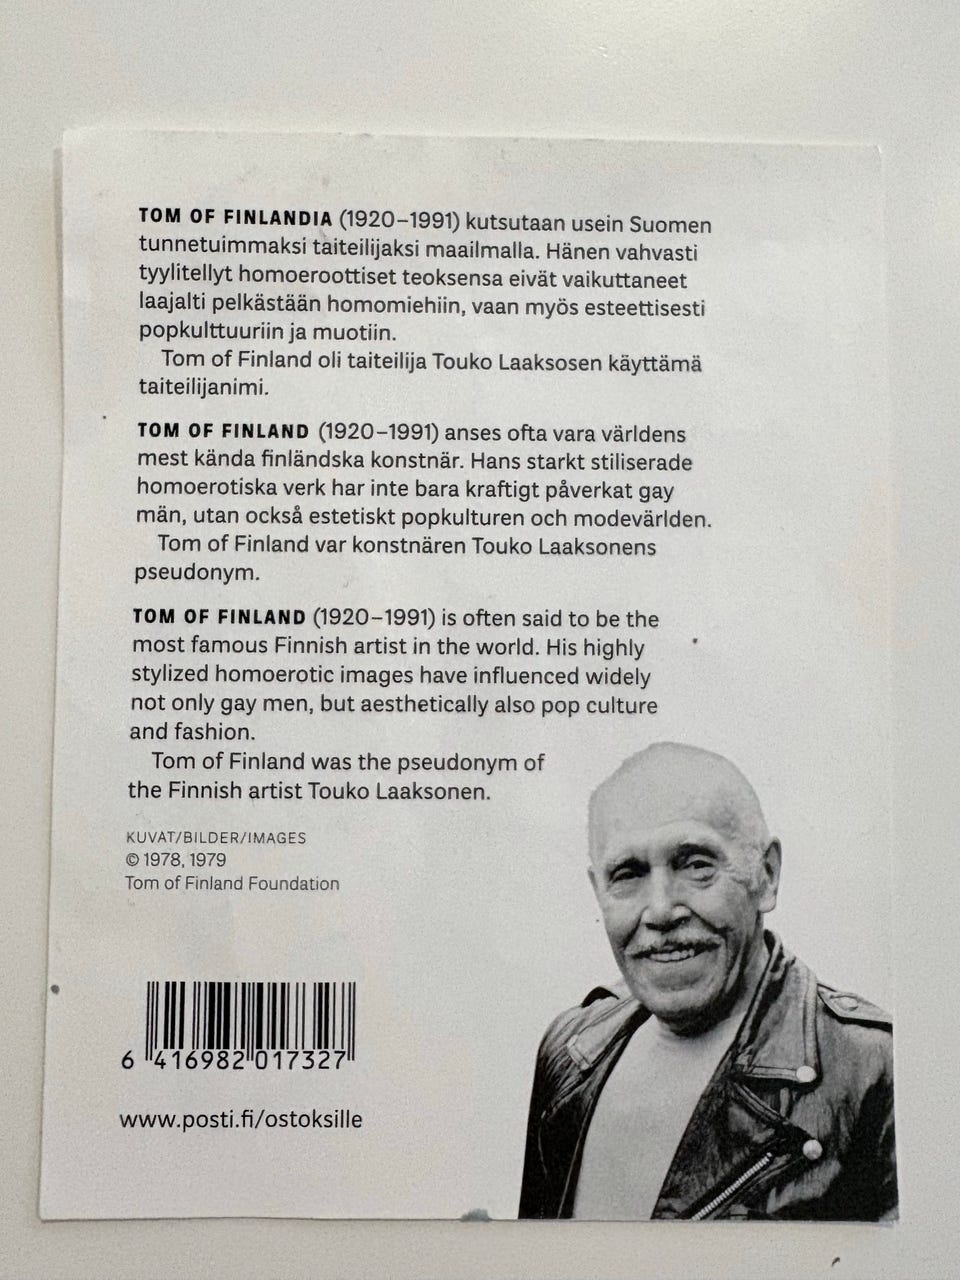 TOM OF FINLANDIA (1920–1991) kutsutaan usein Suomen
tunnetuimmaksi taiteilijaksi maailmalla. Hänen vahvasti
tyylitellyt homoeroottiset teoksensa eivät vaikuttaneet
laajalti pelkästään homomiehiin, vaan myös esteettisesti
popkulttuuriin ja muotiin.
Tom of Finland oli taiteilija Touko Laaksosen käyttämä
taiteilijanimi.
TOM OF FINLAND (1920–1991) anses ofta vara världens
mest kända finländska konstnär. Hans starkt stiliserade
homoerotiska verk har inte bara kraftigt påverkat gay
män, utan också estetiskt popkulturen och modevärlden.
Tom of Finland var konstnären Touko Laaksonens
pseudonym.
TOM OF FINLAND (1920–1991) is often said to be the
most famous Finnish artist in the world. His highly
stylized homoerotic images have influenced widely
not only gay men, but aesthetically also pop culture
and fashion.
Tom of Finland was the pseudonym of
the Finnish artist Touko Laaksonen.
KUVAT/BILDER/IMAGES
© 1978, 1979
Tom of Finland Foundation
6 416982 017327
www.posti.fi/ostoksille